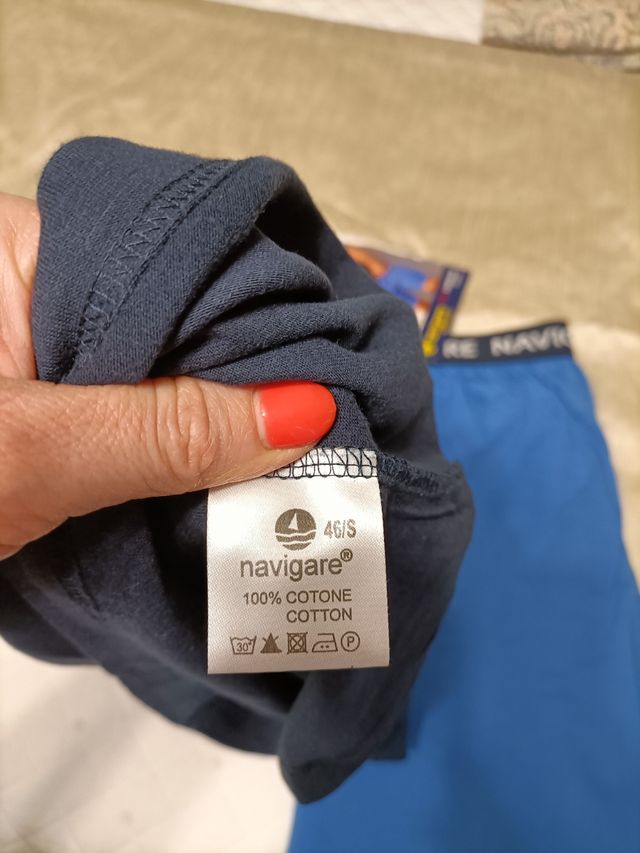 RE NAVIG
46/S
navigare®
100% COTONE
COTTON
30° P